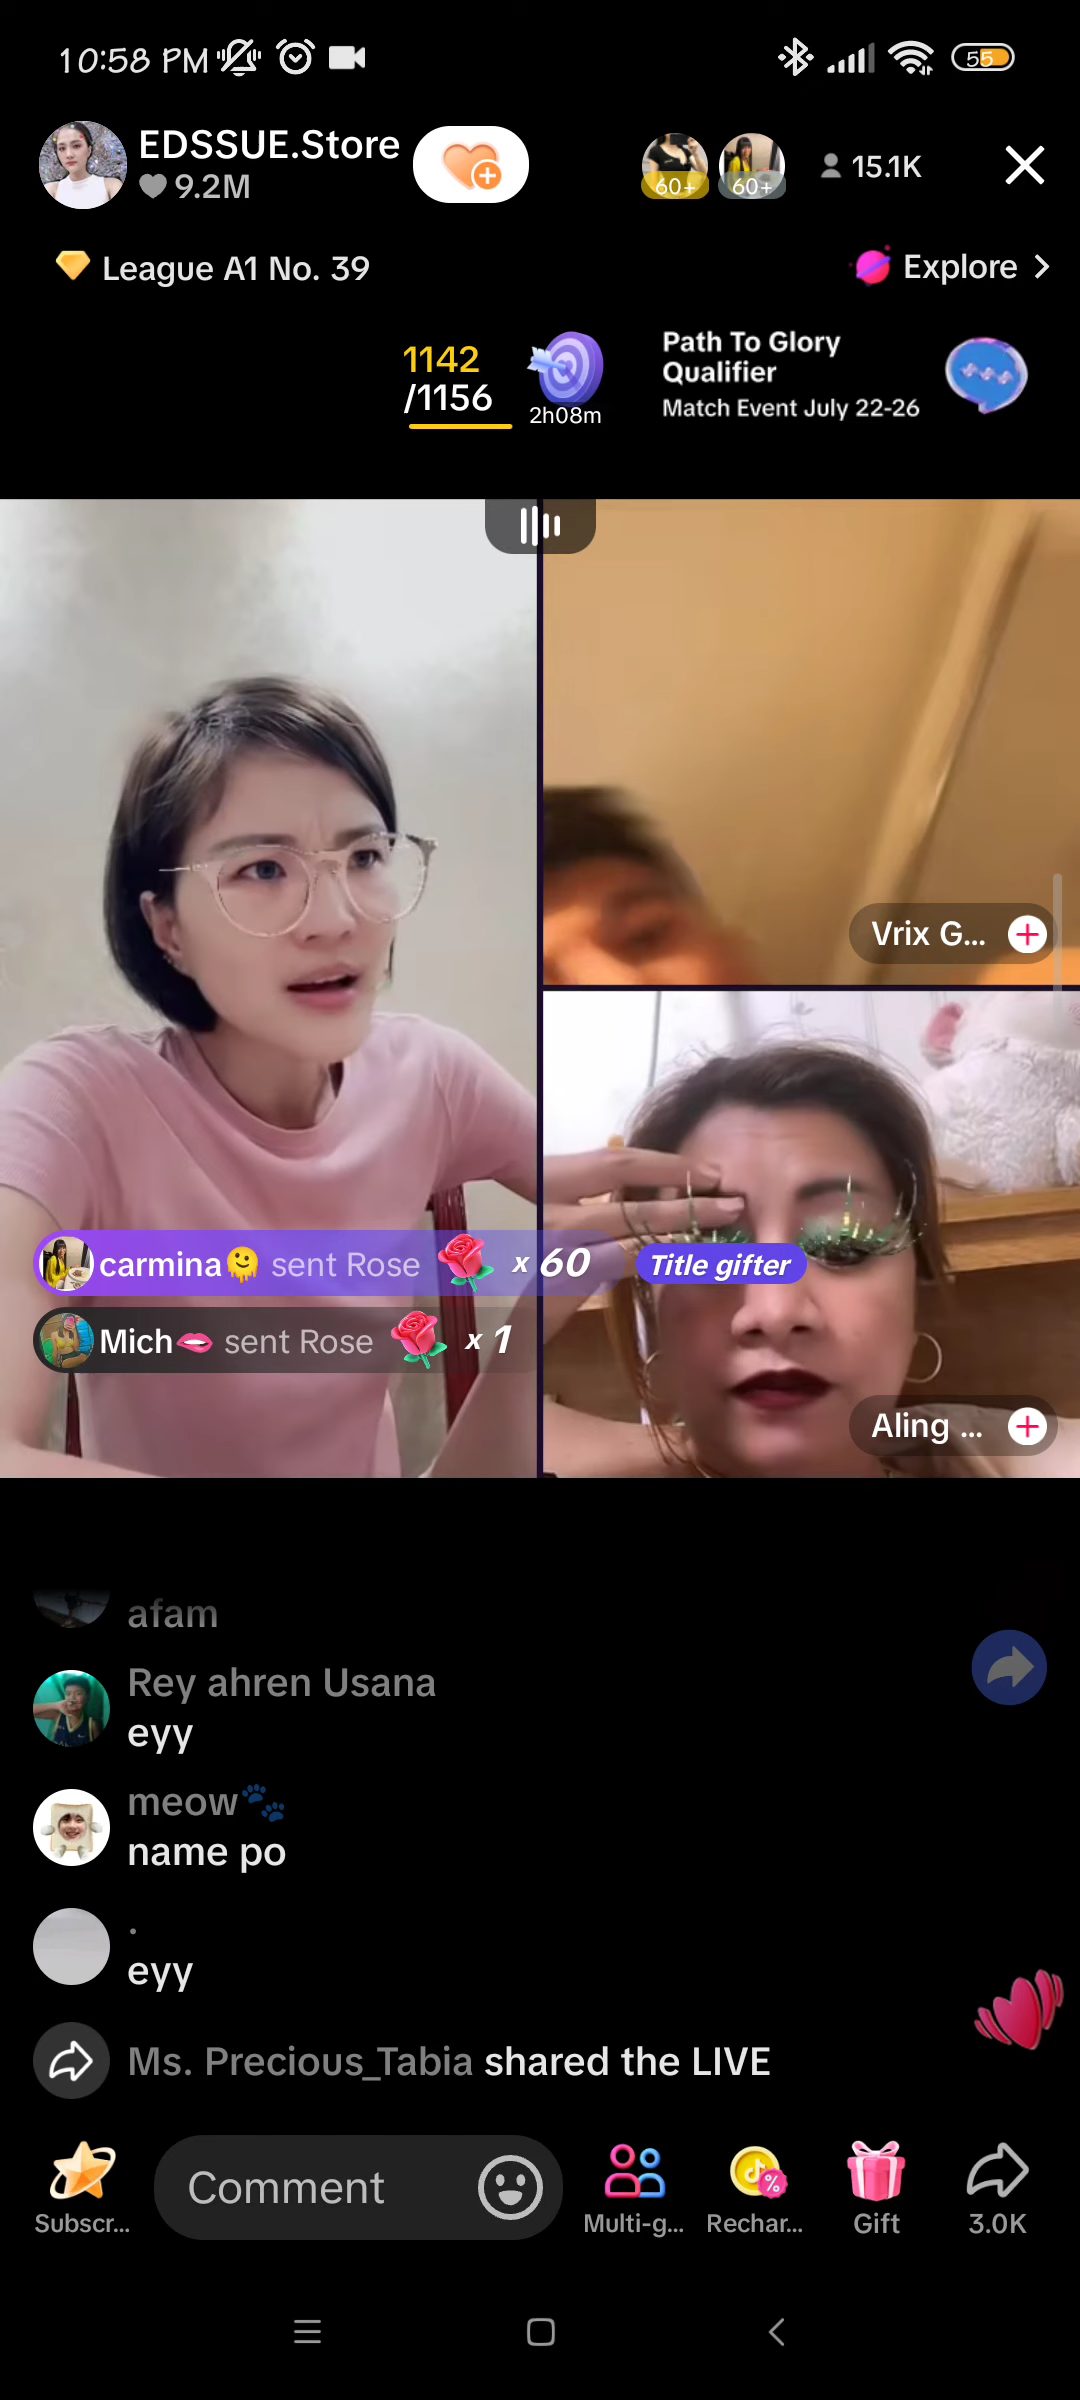 10:58 PM
55
EDSSUE.Store
9.2M
60+
60+
15.1K
League A1 No. 39
Explore
1142
/1156
2h08m
Path To Glory
Qualifier
Match Event July 22-26
Vrix G...
carmina🫠 sent Rose x 60 Title gifter
Mich🫦 sent Rose x 1
Aling ...
afam
Rey ahren Usana
eyy
meow🐾
name po
.
eyy
Ms. Precious_Tabia shared the LIVE
Subscr...
Comment
Multi-g...
Rechar...
Gift
3.0K